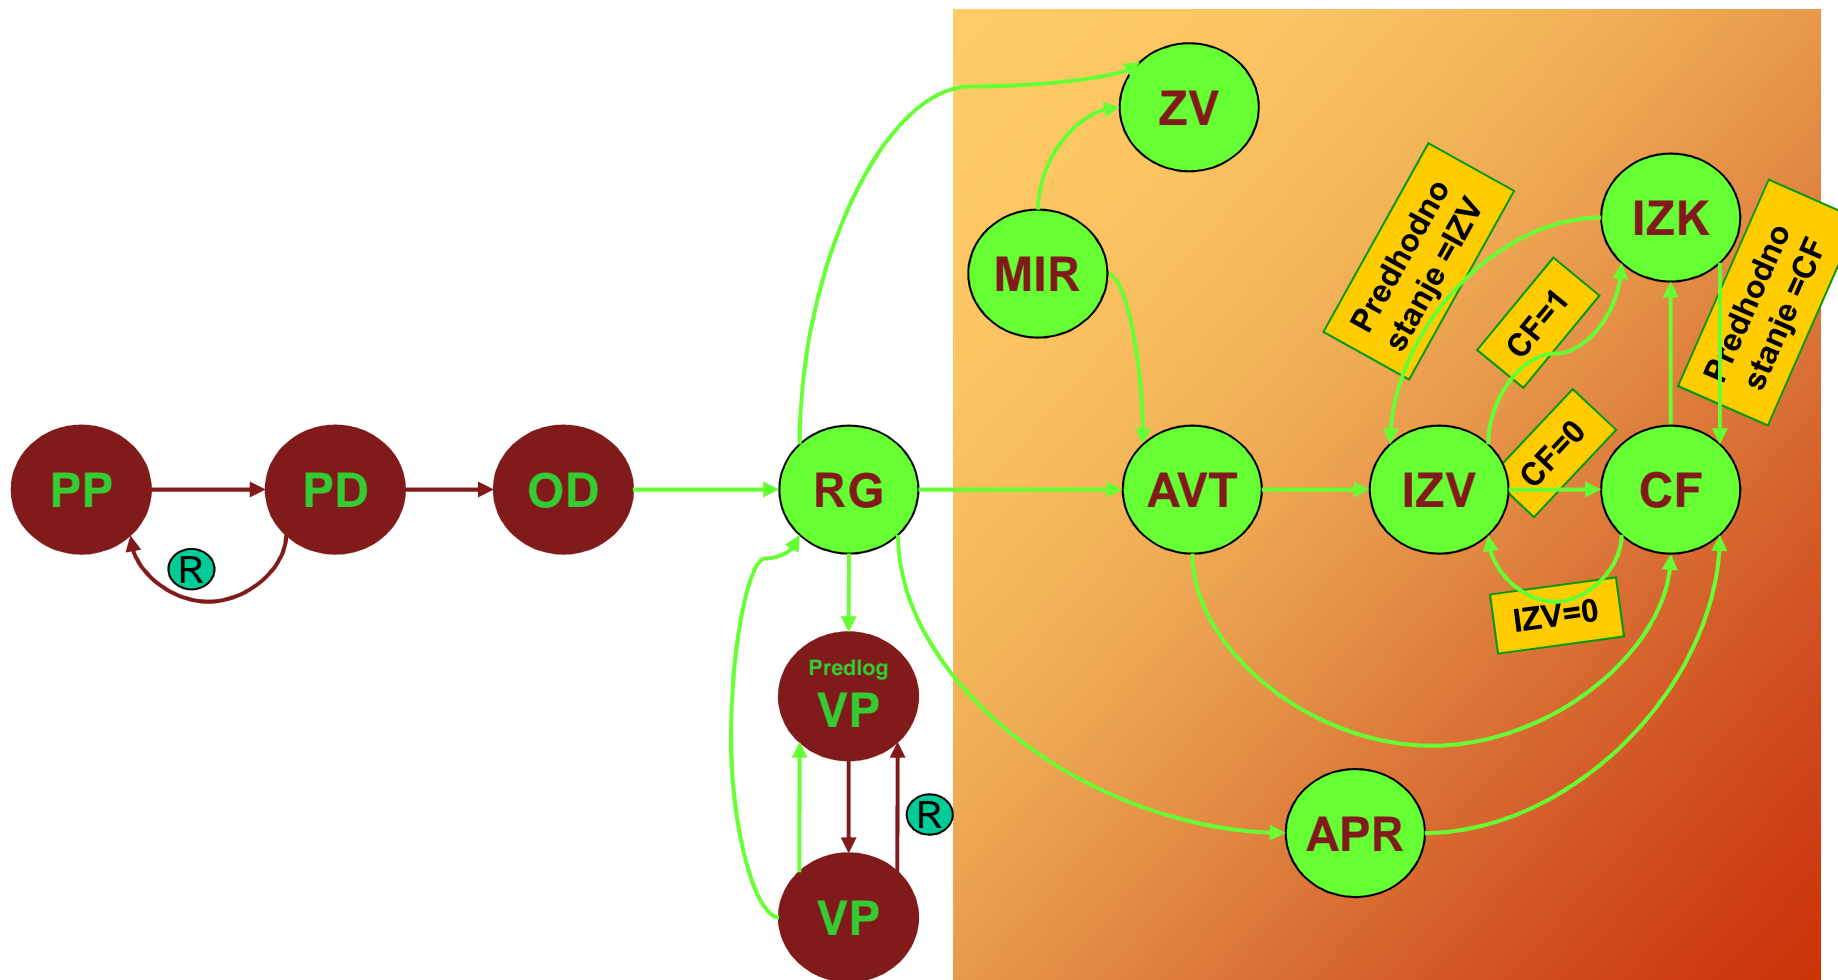 ZV
IZK
MIR
Predhodno
stanje =IZV
Predhodno
stanje =CF
CF=1
CF=0
PP
PD
OD
RG
AVT
IZV
CF
R
IZV=0
Predlog
VP
R
APR
VP